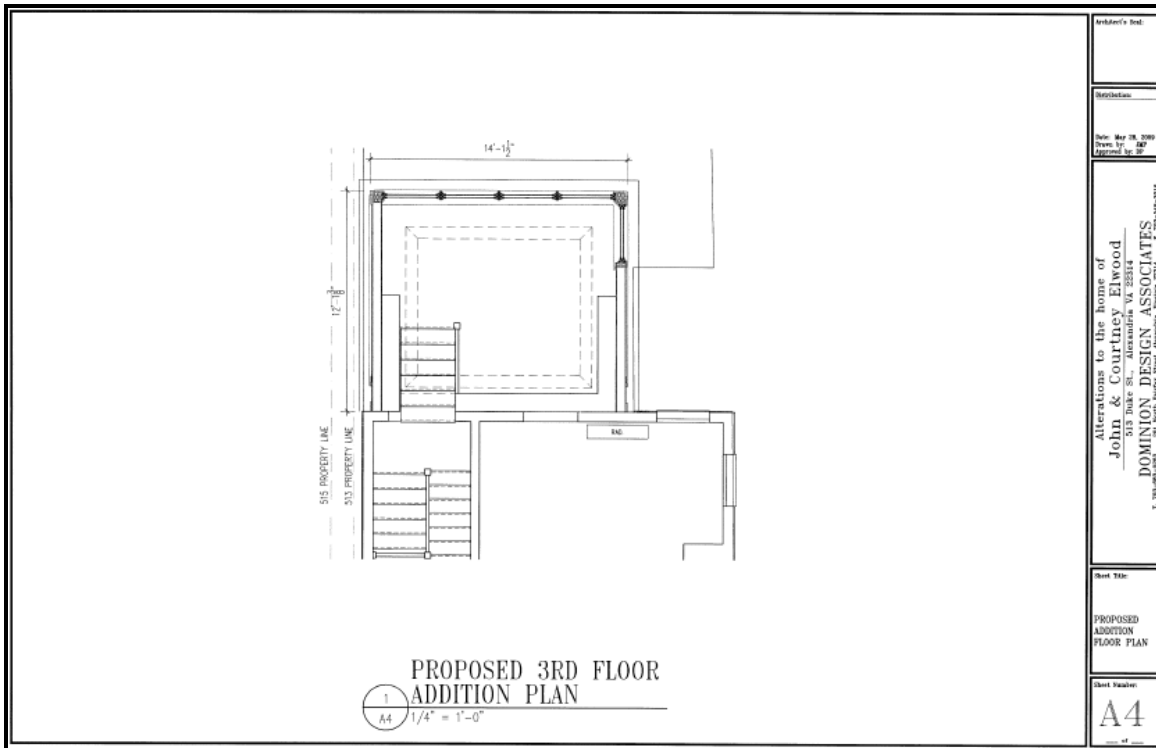 14'-1½"
12'-1⅜"
515 PROPERTY LINE
513 PROPERTY LINE
RAD.
PROPOSED 3RD FLOOR
ADDITION PLAN
1
A4
1/4" = 1'-0"
Architect's Seal:
Distribution:
Date: May 28, 2009
Drawn by:
Approved by:
Alterations to the home of
John & Courtney Elwood
513 Duke St., Alexandria VA 22314
DOMINION DESIGN ASSOCIATES
Sheet Title:
PROPOSED
ADDITION
FLOOR PLAN
Sheet Number:
A4
of